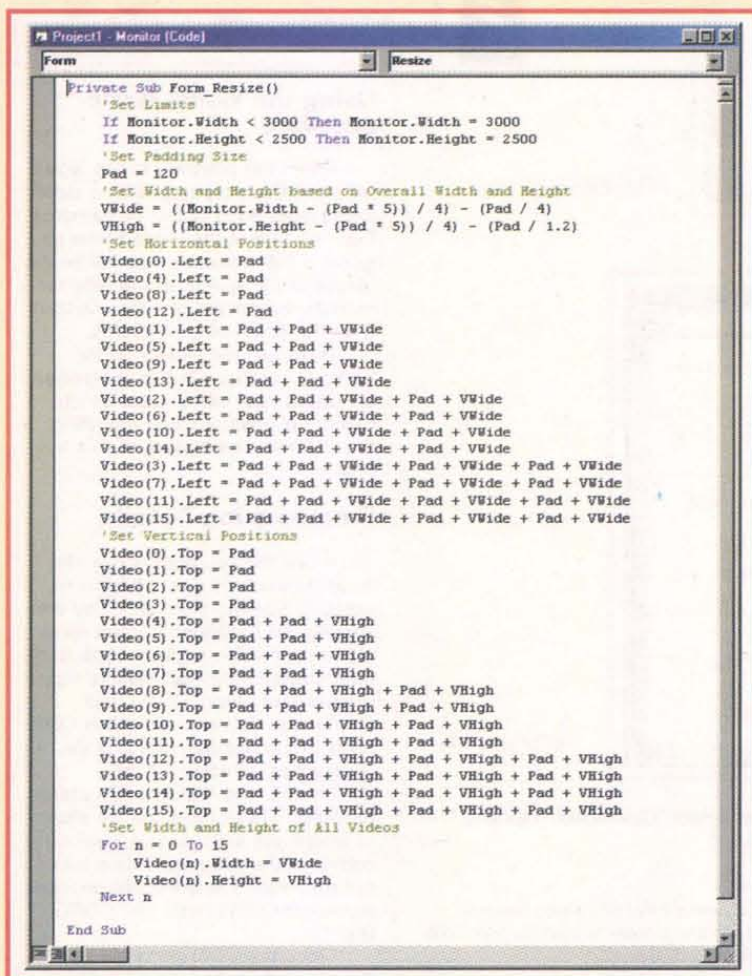 Project1 - Monitor (Code)
Form Resize
Private Sub Form_Resize()
'Set Limits
If Monitor.Width < 3000 Then Monitor.Width = 3000
If Monitor.Height < 2500 Then Monitor.Height = 2500
'Set Padding Size
Pad = 120
'Set Width and Height based on Overall Width and Height
VWide = ((Monitor.Width - (Pad * 5)) / 4) - (Pad / 4)
VHigh = ((Monitor.Height - (Pad * 5)) / 4) - (Pad / 1.2)
'Set Horizontal Positions
Video(0).Left = Pad
Video(4).Left = Pad
Video(8).Left = Pad
Video(12).Left = Pad
Video(1).Left = Pad + Pad + VWide
Video(5).Left = Pad + Pad + VWide
Video(9).Left = Pad + Pad + VWide
Video(13).Left = Pad + Pad + VWide
Video(2).Left = Pad + Pad + VWide + Pad + VWide
Video(6).Left = Pad + Pad + VWide + Pad + VWide
Video(10).Left = Pad + Pad + VWide + Pad + VWide
Video(14).Left = Pad + Pad + VWide + Pad + VWide
Video(3).Left = Pad + Pad + VWide + Pad + VWide + Pad + VWide
Video(7).Left = Pad + Pad + VWide + Pad + VWide + Pad + VWide
Video(11).Left = Pad + Pad + VWide + Pad + VWide + Pad + VWide
Video(15).Left = Pad + Pad + VWide + Pad + VWide + Pad + VWide
'Set Vertical Positions
Video(0).Top = Pad
Video(1).Top = Pad
Video(2).Top = Pad
Video(3).Top = Pad
Video(4).Top = Pad + Pad + VHigh
Video(5).Top = Pad + Pad + VHigh
Video(6).Top = Pad + Pad + VHigh
Video(7).Top = Pad + Pad + VHigh
Video(8).Top = Pad + Pad + VHigh + Pad + VHigh
Video(9).Top = Pad + Pad + VHigh + Pad + VHigh
Video(10).Top = Pad + Pad + VHigh + Pad + VHigh
Video(11).Top = Pad + Pad + VHigh + Pad + VHigh
Video(12).Top = Pad + Pad + VHigh + Pad + VHigh + Pad + VHigh
Video(13).Top = Pad + Pad + VHigh + Pad + VHigh + Pad + VHigh
Video(14).Top = Pad + Pad + VHigh + Pad + VHigh + Pad + VHigh
Video(15).Top = Pad + Pad + VHigh + Pad + VHigh + Pad + VHigh
'Set Width and Height of All Videos
For n = 0 To 15
Video(n).Width = VWide
Video(n).Height = VHigh
Next n
End Sub